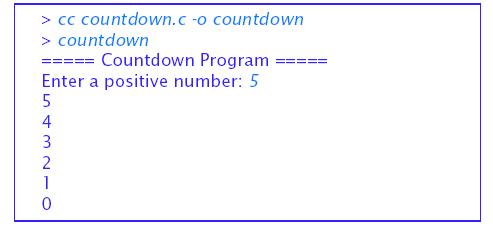 > cc countdown.c -o countdown
> countdown
===== Countdown Program =====
Enter a positive number: 5
5
4
3
2
1
0